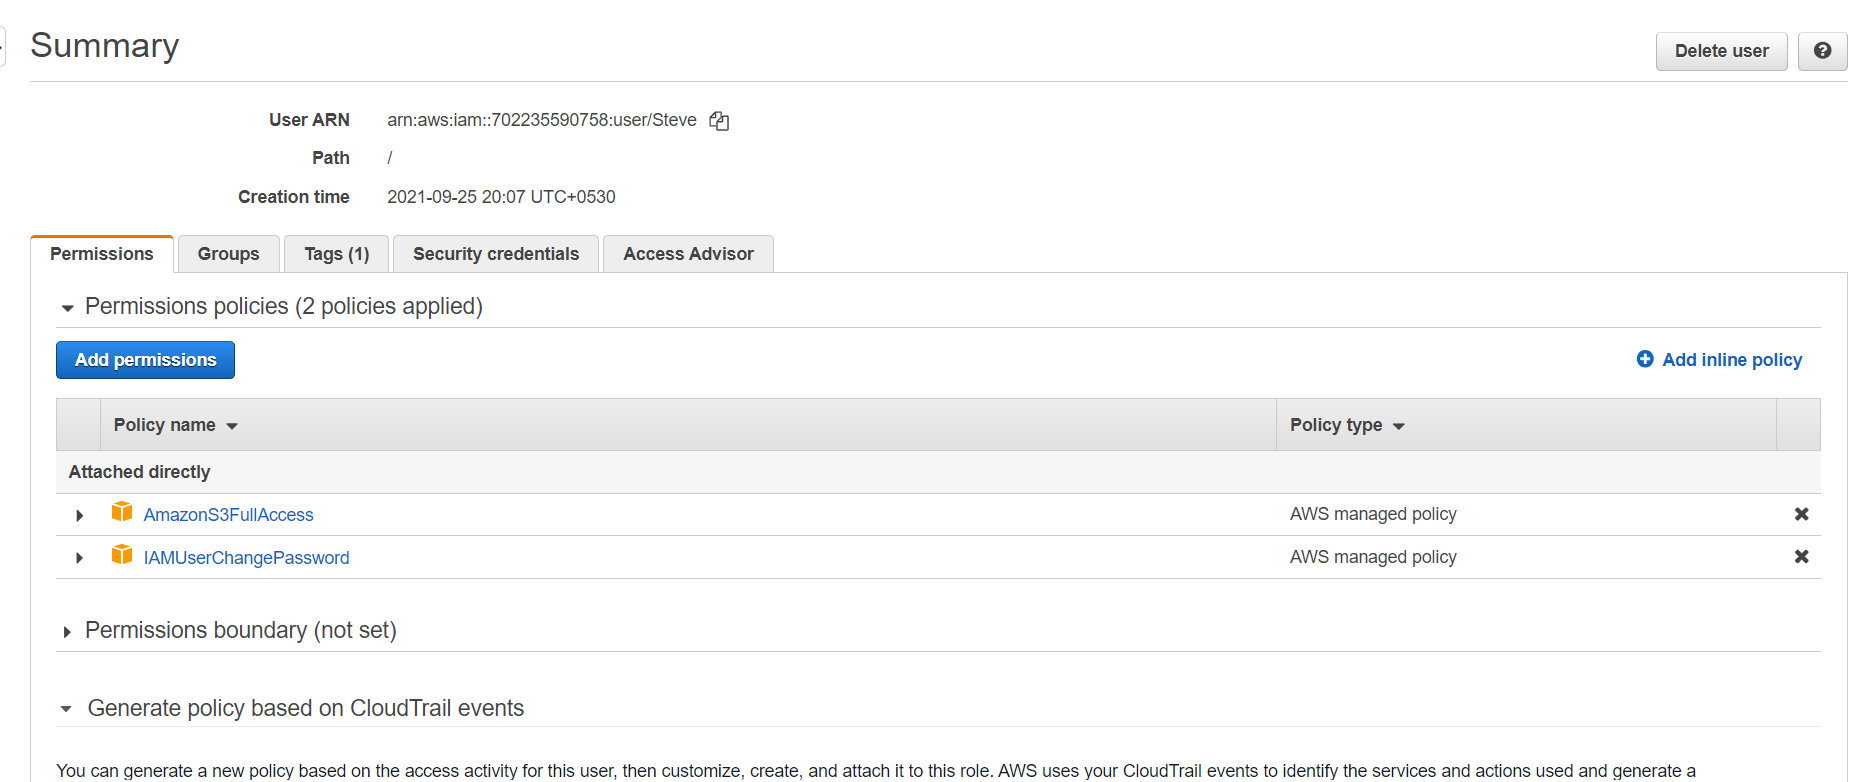 Summary
Delete user
User ARN arn:aws:iam::702235590758:user/Steve
Path /
Creation time 2021-09-25 20:07 UTC+0530
Permissions Groups Tags (1) Security credentials Access Advisor
Permissions policies (2 policies applied)
Add permissions Add inline policy
Policy name Policy type
Attached directly
AmazonS3FullAccess AWS managed policy
IAMUserChangePassword AWS managed policy
Permissions boundary (not set)
Generate policy based on CloudTrail events
You can generate a new policy based on the access activity for this user, then customize, create, and attach it to this role. AWS uses your CloudTrail events to identify the services and actions used and generate a